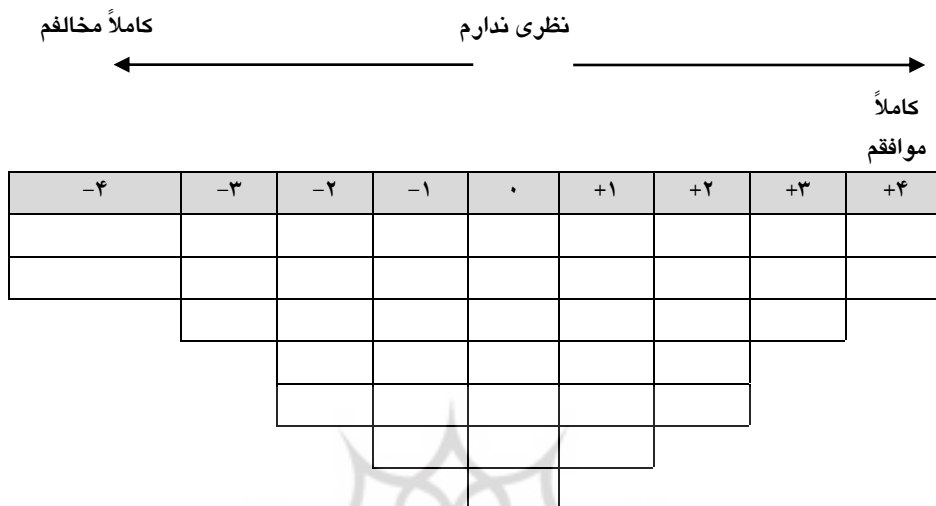 کاملاً مخالفم نظری ندارم
کاملاً
موافقم
−۴ −۳ −۲ −۱ ۰ +۱ +۲ +۳ +۴